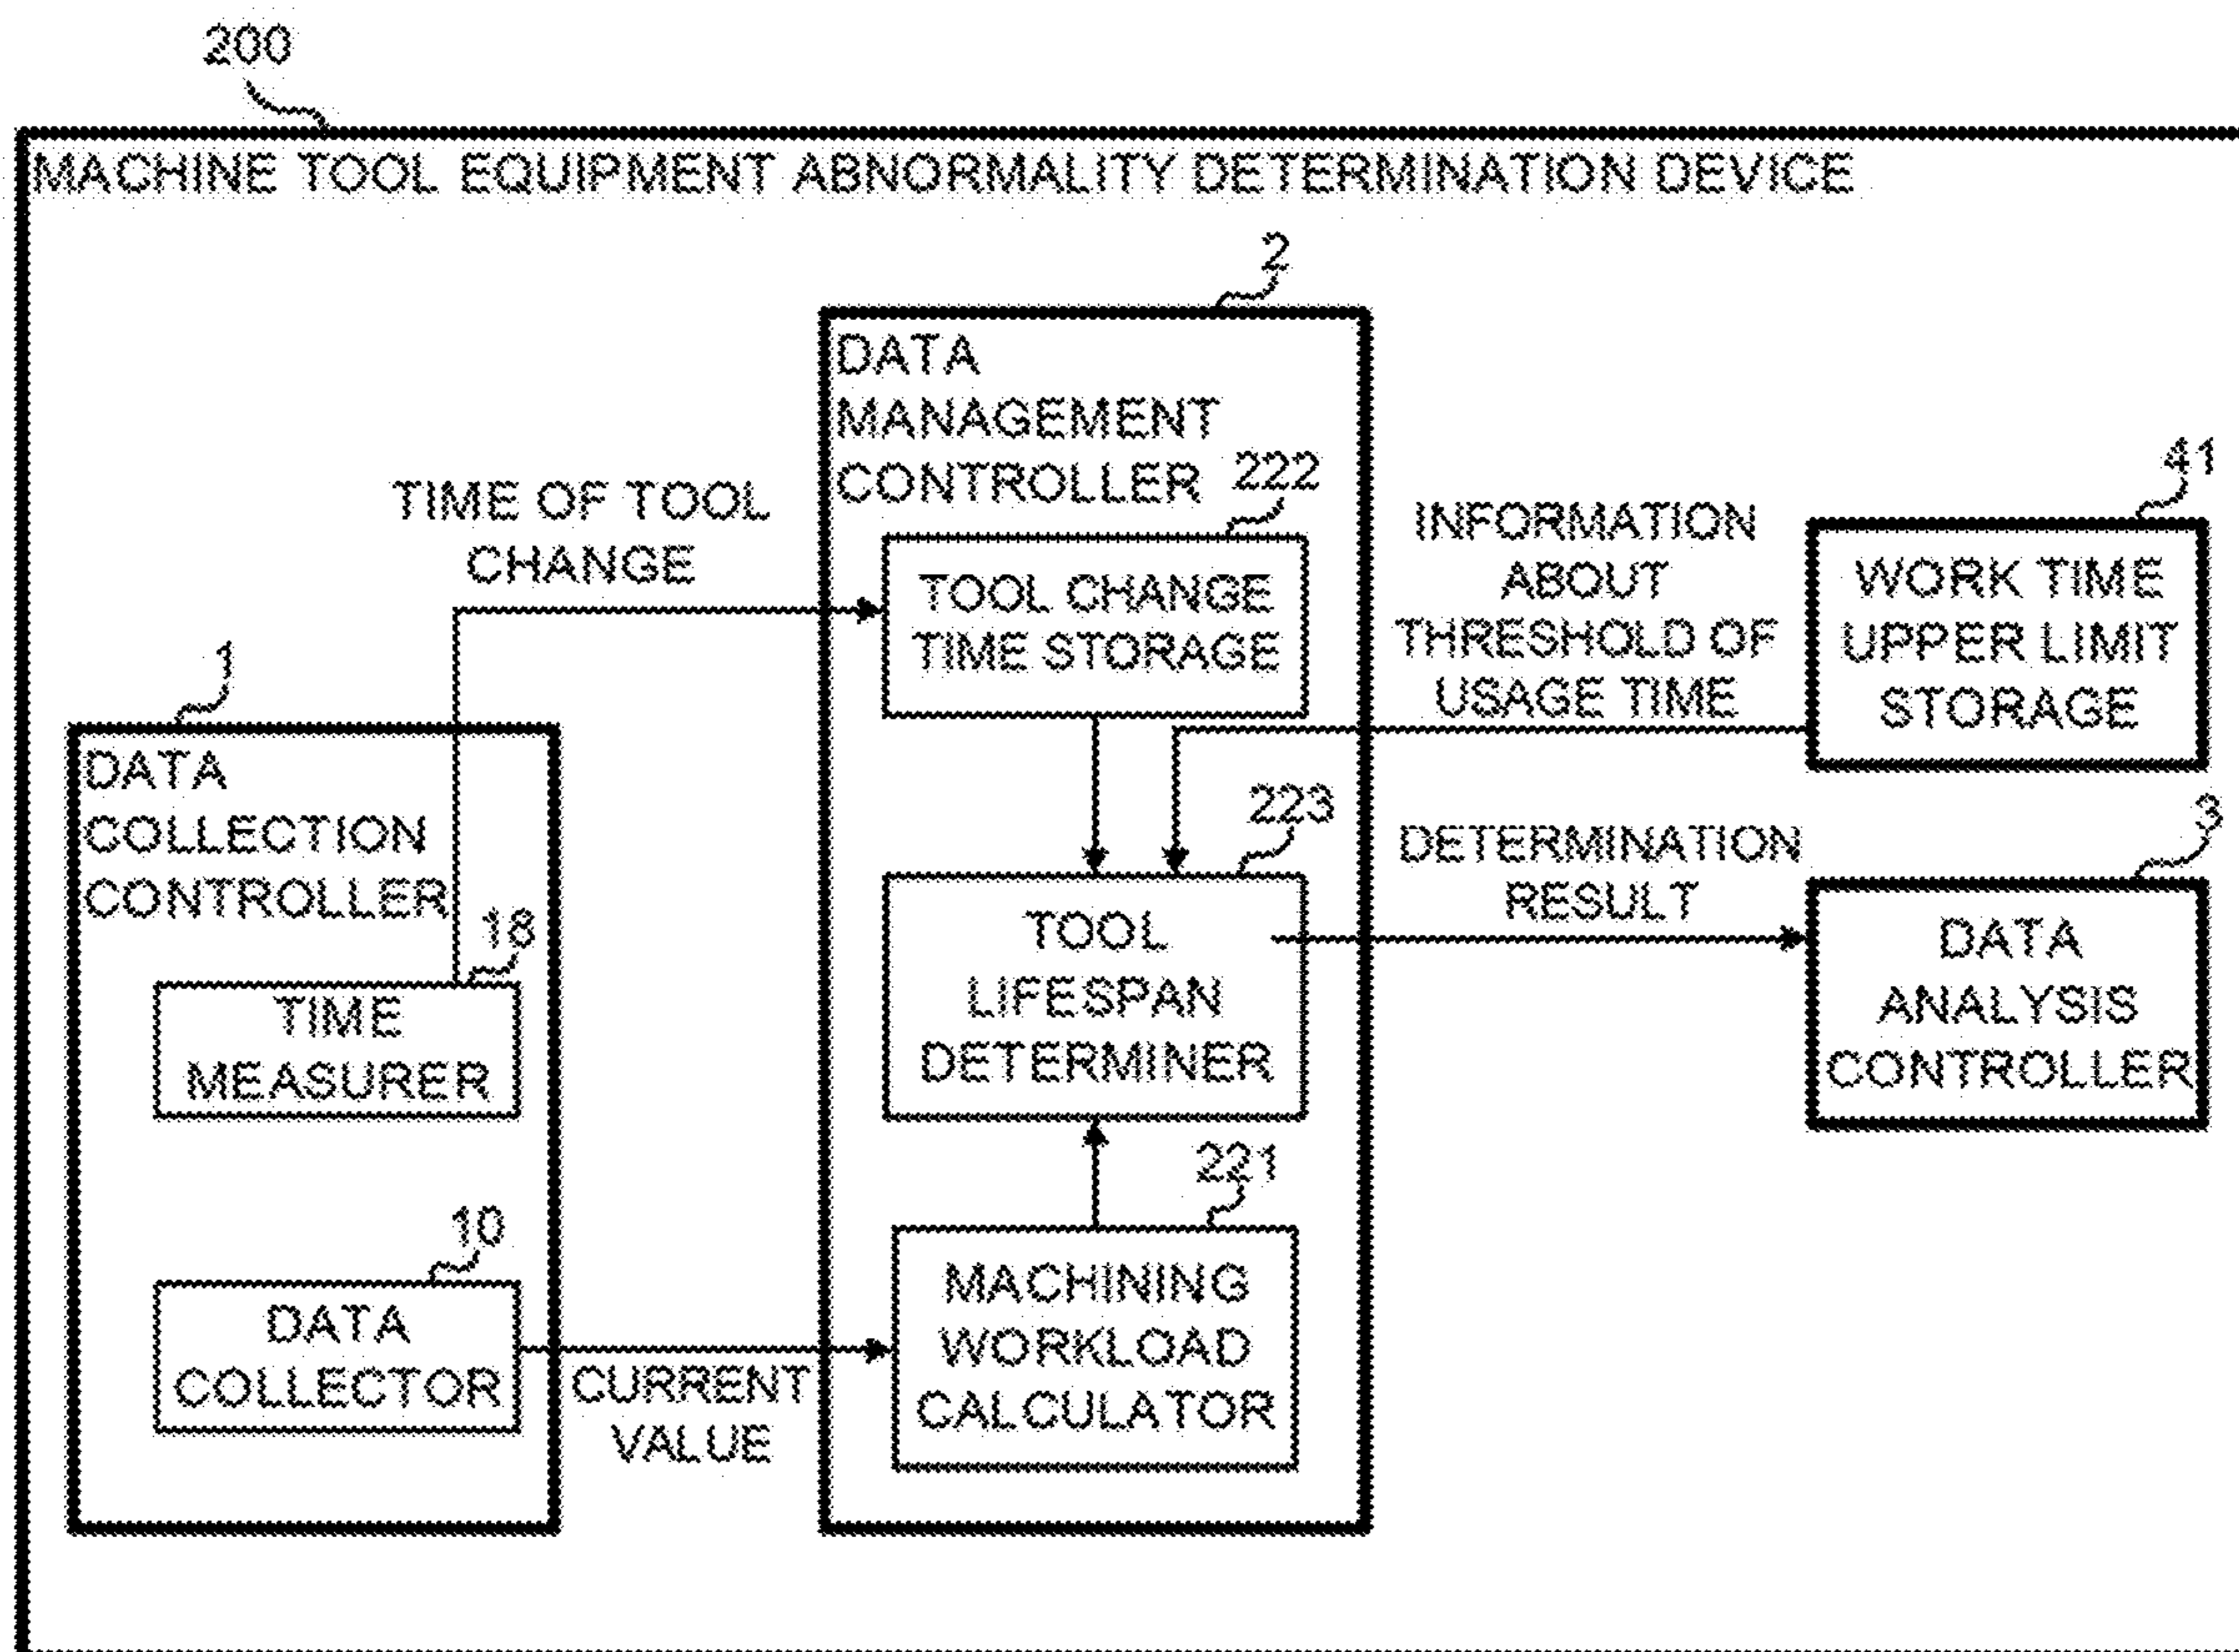 200
MACHINE TOOL EQUIPMENT ABNORMALITY DETERMINATION DEVICE
2
DATA
MANAGEMENT
CONTROLLER
222
TOOL CHANGE
TIME STORAGE
TIME OF TOOL
CHANGE
INFORMATION
ABOUT
THRESHOLD OF
USAGE TIME
41
WORK TIME
UPPER LIMIT
STORAGE
1
DATA
COLLECTION
CONTROLLER
18
TIME
MEASURER
223
TOOL
LIFESPAN
DETERMINER
DETERMINATION
RESULT
3
DATA
ANALYSIS
CONTROLLER
10
DATA
COLLECTOR
CURRENT
VALUE
221
MACHINING
WORKLOAD
CALCULATOR